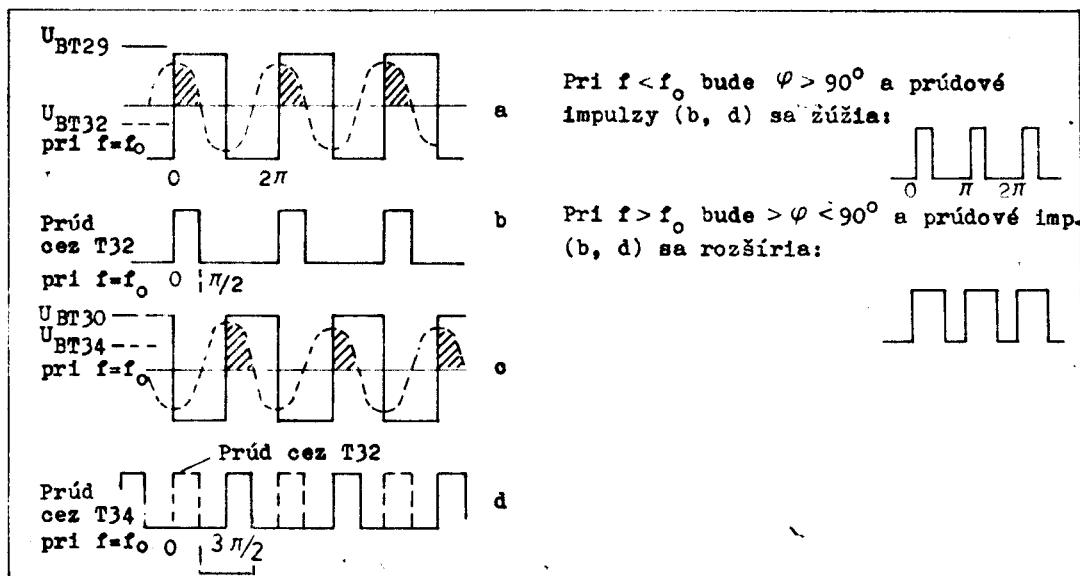 U_BT29
U_BT32
pri f=f_o
a
0 2π
Prúd
cez T32
pri f=f_o
0 π/2
b
U_BT30
U_BT34
pri f=f_o
c
Prúd cez T32
Prúd
cez T34
pri f=f_o
0 3π/2
d
Pri f < f_o bude φ > 90° a prúdové
impulzy (b, d) sa zúžia:
0 π 2π
Pri f > f_o bude > φ < 90° a prúdové imp.
(b, d) sa rozšíria: